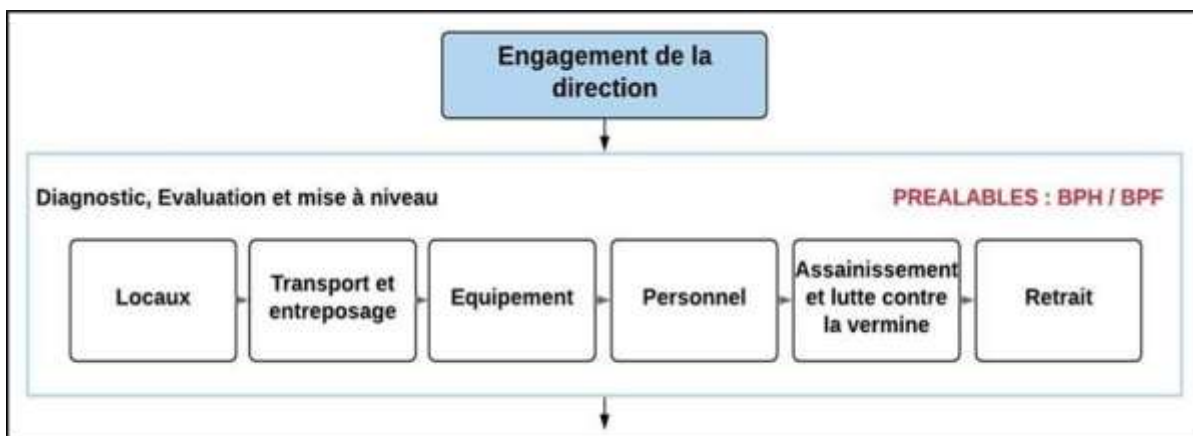 Engagement de la
direction
Diagnostic, Evaluation et mise à niveau
PREALABLES : BPH / BPF
Locaux
Transport et
entreposage
Equipement
Personnel
Assainissement
et lutte contre
la vermine
Retrait